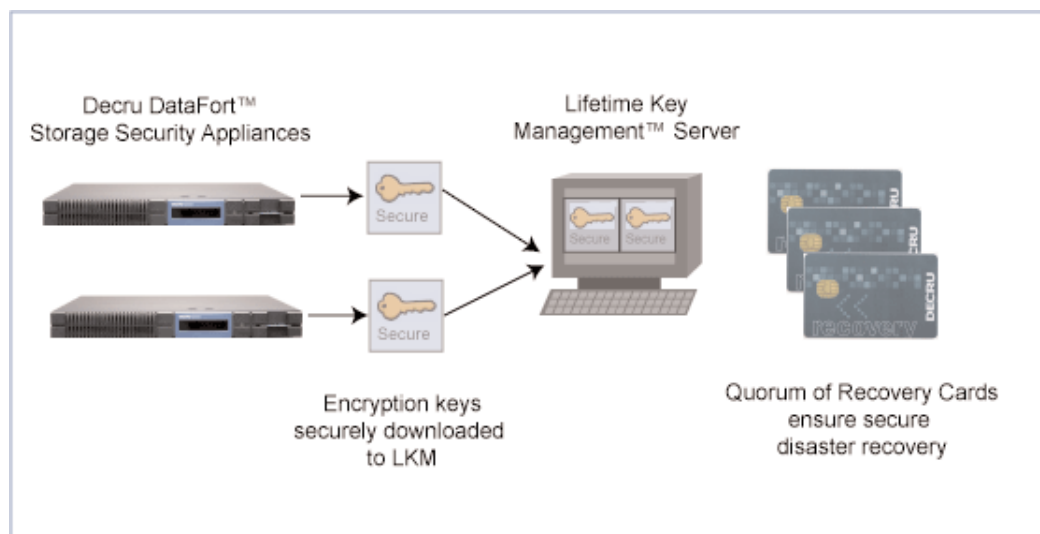 Decru DataFort™
Storage Security Appliances
Lifetime Key
Management™ Server
Secure
Secure Secure
Secure
DECRU
DECRU
recovery
Encryption keys
securely downloaded
to LKM
Quorum of Recovery Cards
ensure secure
disaster recovery